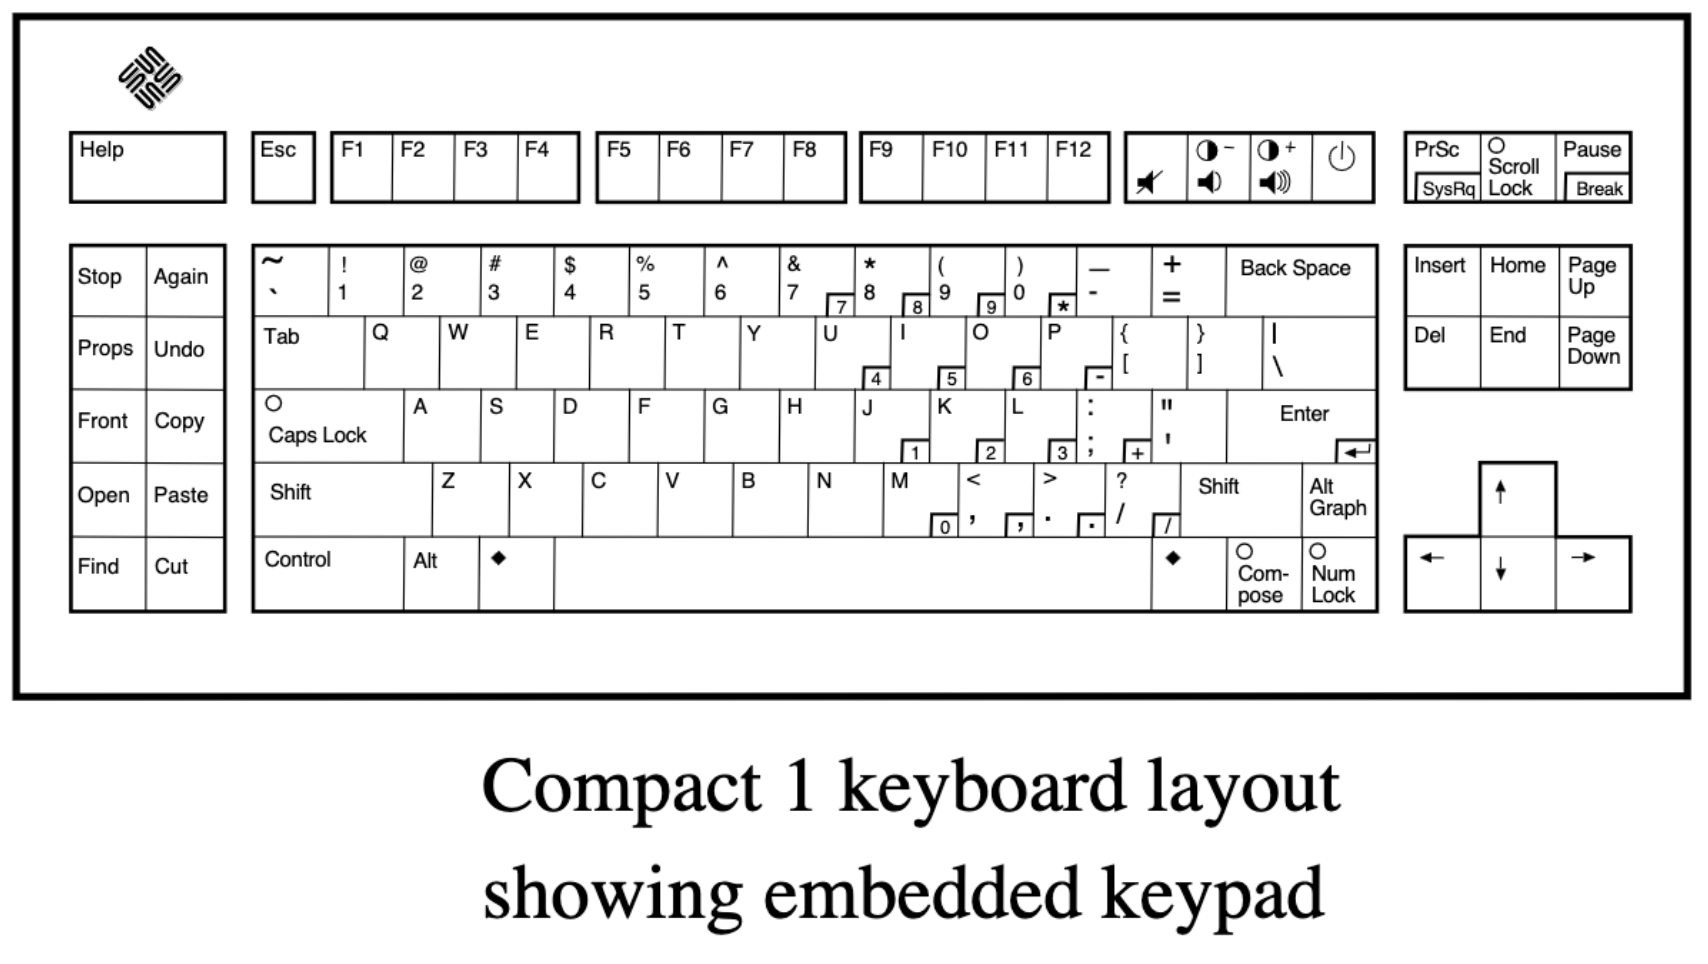 Help Esc F1 F2 F3 F4 F5 F6 F7 F8 F9 F10 F11 F12 - + PrSc SysRq Scroll Lock Pause Break
Stop Again ~ ` ! 1 @ 2 # 3 $ 4 % 5 ^ 6 & 7 7 * 8 8 ( 9 9 ) 0 * — - + = Back Space Insert Home Page Up
Props Undo Tab Q W E R T Y U 4 I 5 O 6 P - { [ } ] | \ Del End Page Down
Front Copy Caps Lock A S D F G H J 1 K 2 L 3 : ; + " ' Enter ↵
Open Paste Shift Z X C V B N M 0 < , , > . . ? / / Shift Alt Graph ↑
Find Cut Control Alt ◆ ◆ Com- pose Num Lock ← ↓ →
Compact 1 keyboard layout
showing embedded keypad